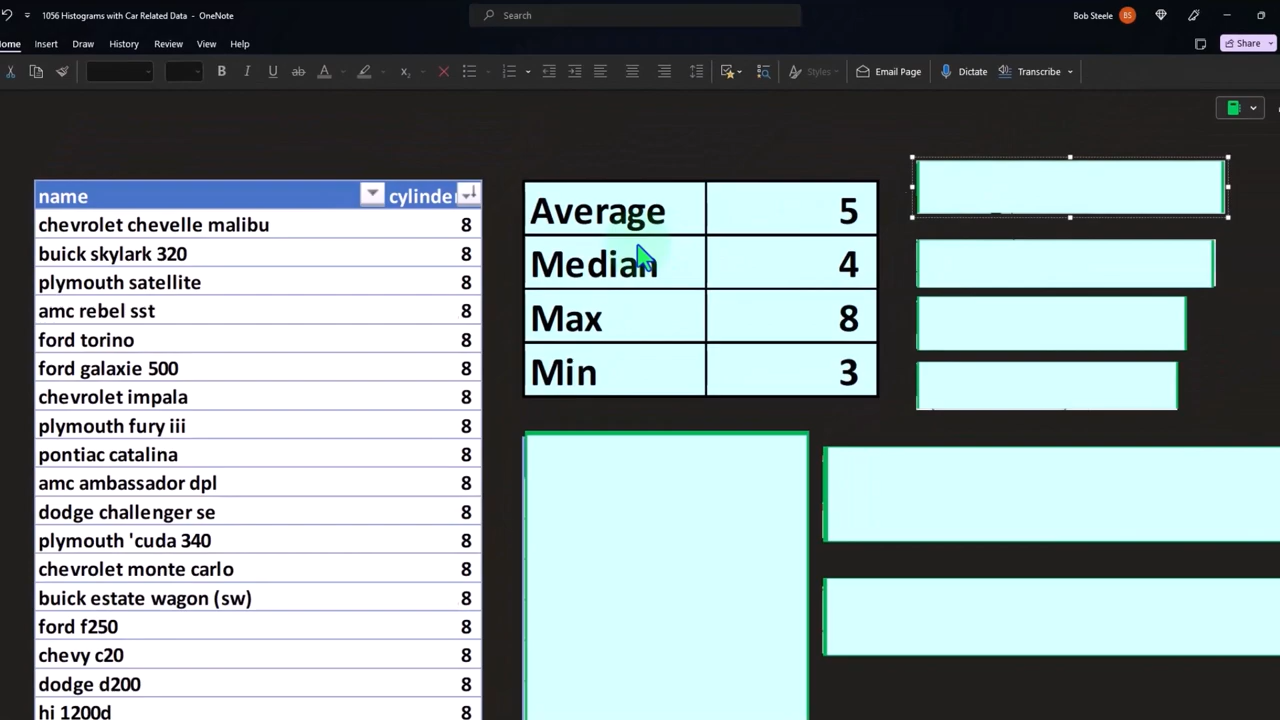 1056 Histograms with Car Related Data - OneNote
Search
Bob Steele
BS
ome
Insert
Draw
History
Review
View
Help
Share
B I U ab A
Styles
Email Page
Dictate
Transcribe
name cylinde
chevrolet chevelle malibu 8
buick skylark 320 8
plymouth satellite 8
amc rebel sst 8
ford torino 8
ford galaxie 500 8
chevrolet impala 8
plymouth fury iii 8
pontiac catalina 8
amc ambassador dpl 8
dodge challenger se 8
plymouth 'cuda 340 8
chevrolet monte carlo 8
buick estate wagon (sw) 8
ford f250 8
chevy c20 8
dodge d200 8
hi 1200d 8
Average 5
Median 4
Max 8
Min 3